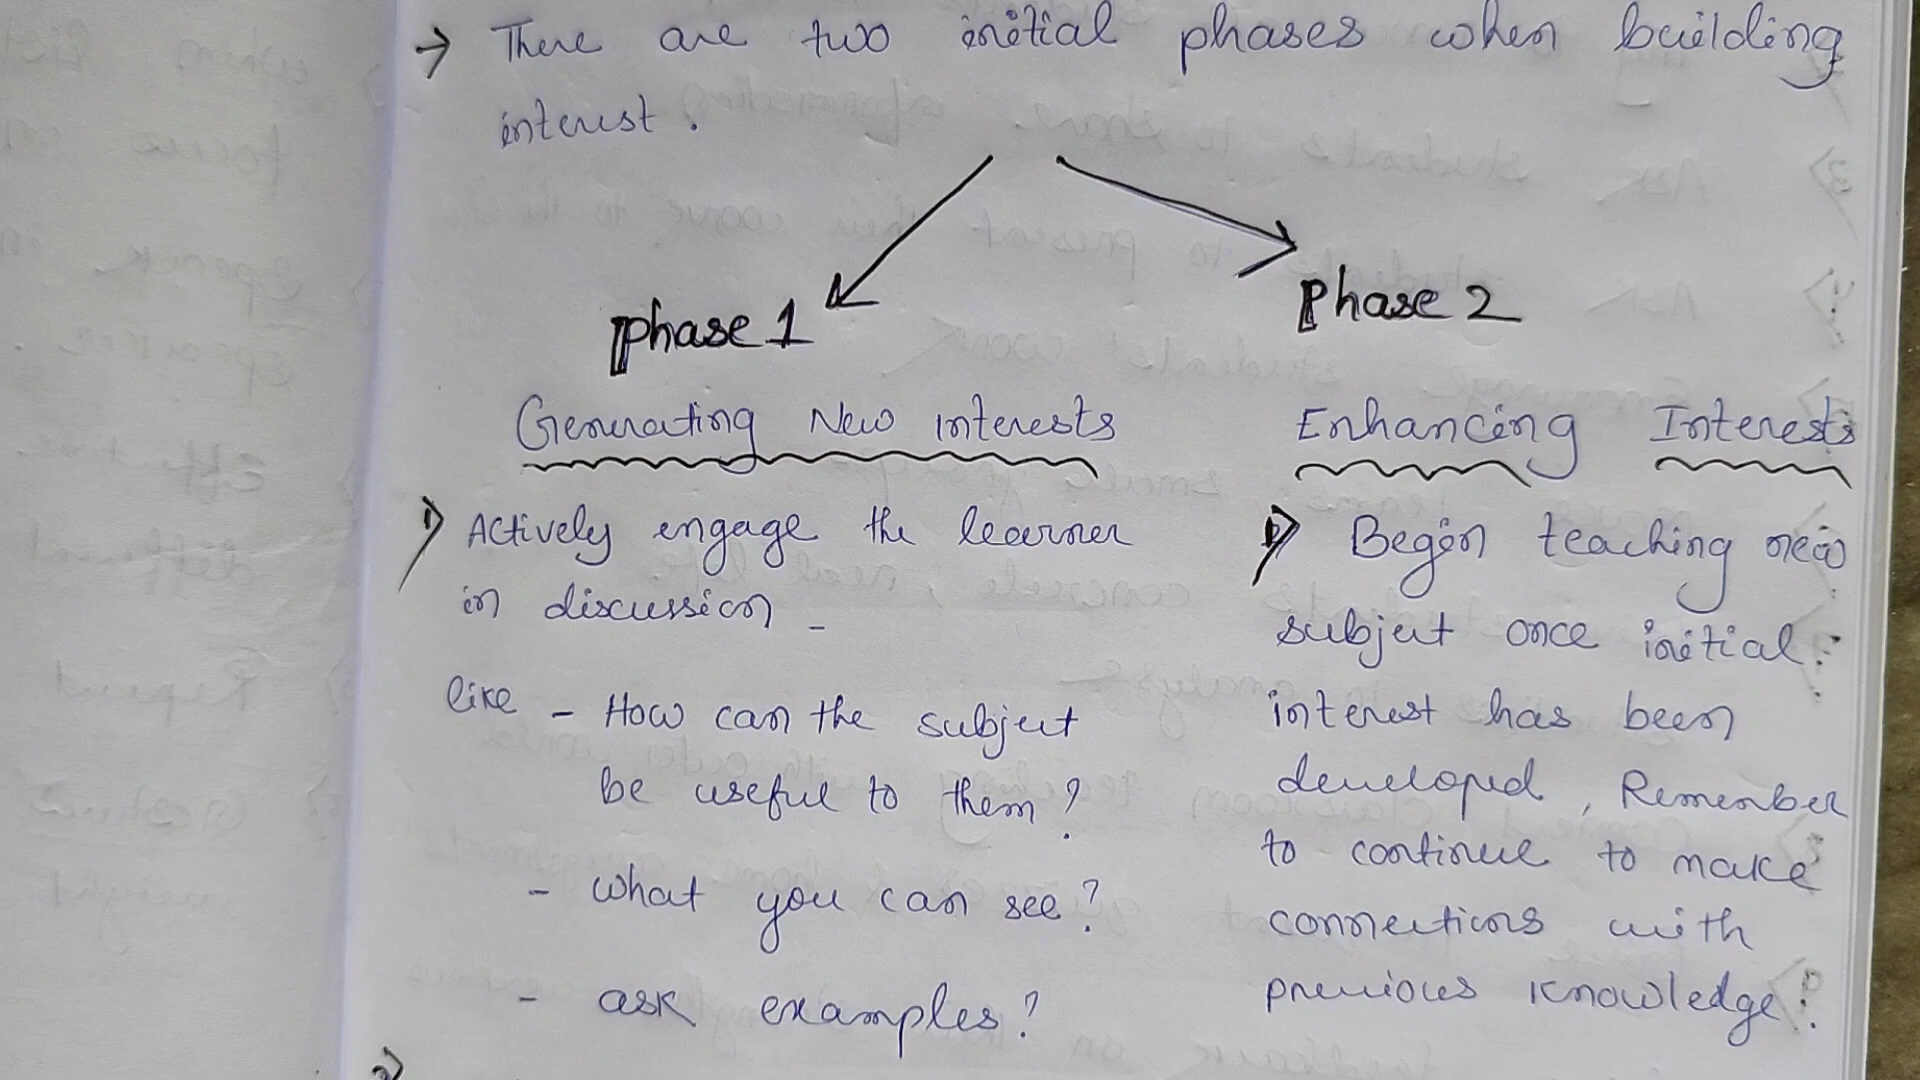 → There are two initial phases when building
interest.
phase 1
Generating New interests
1) Actively engage the learner
in discussion -
like - How can the subject
be useful to them?
- what you can see?
- ask examples?
2)
Phase 2
Enhancing Interests
1) Begin teaching new
subject once initial
interest has been
developed, Remember
to continue to make
connections with
previous knowledge.